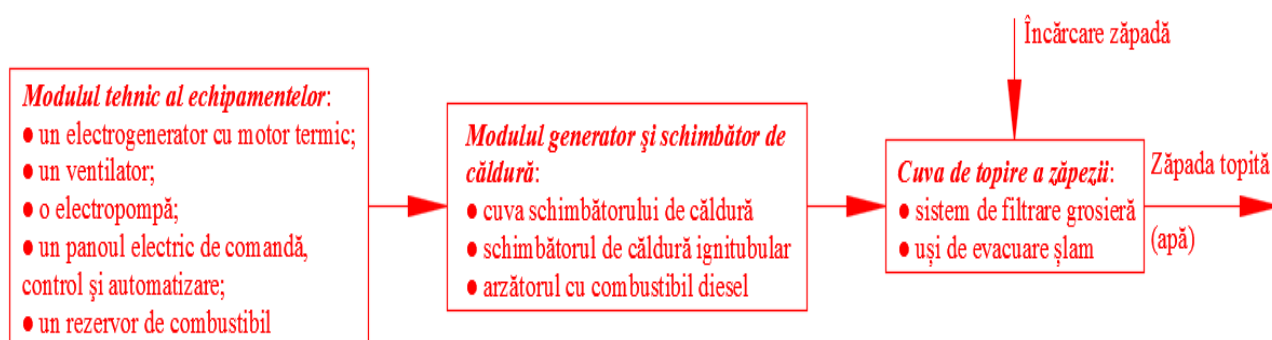 Modulul tehnic al echipamentelor:
● un electrogenerator cu motor termic;
● un ventilator;
● o electropompă;
● un panoul electric de comandă,
control şi automatizare;
● un rezervor de combustibil
Modulul generator şi schimbător de
căldură:
● cuva schimbătorului de căldură
● schimbătorul de căldură ignitubular
● arzătorul cu combustibil diesel
Încărcare zăpadă
Cuva de topire a zăpezii:
● sistem de filtrare grosieră
● uși de evacuare șlam
Zăpada topită
(apă)